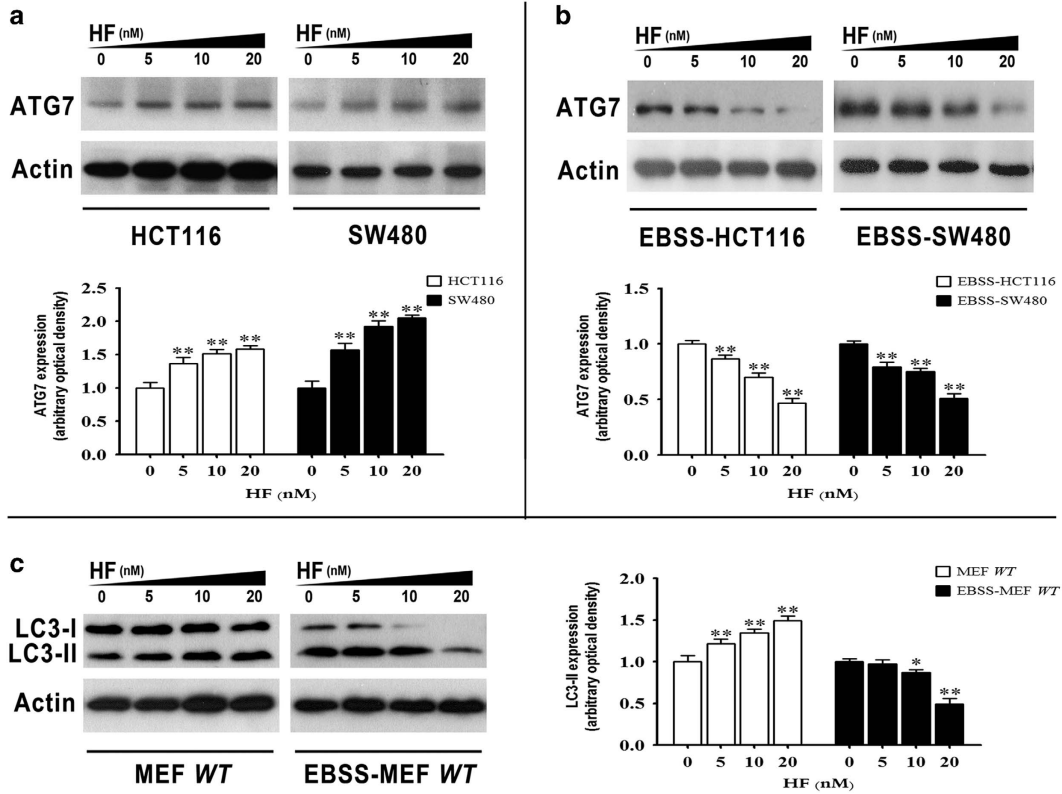 a
HF (nM)
0 5 10 20
HF (nM)
0 5 10 20
ATG7
Actin
HCT116 SW480
ATG7 expression
(arbitrary optical density)
2.5
2.0
1.5
1.0
0.5
0.0
HCT116
SW480
** ** ** ** ** **
0 5 10 20 0 5 10 20
HF (nM)
b
HF (nM)
0 5 10 20
HF (nM)
0 5 10 20
ATG7
Actin
EBSS-HCT116 EBSS-SW480
ATG7 expression
(arbitrary optical density)
1.5
1.0
0.5
0.0
EBSS-HCT116
EBSS-SW480
** ** ** ** ** **
0 5 10 20 0 5 10 20
HF (nM)
c
HF (nM)
0 5 10 20
HF (nM)
0 5 10 20
LC3-I
LC3-II
Actin
MEF WT EBSS-MEF WT
LC3-II expression
(arbitrary optical density)
2.0
1.5
1.0
0.5
0.0
MEF WT
EBSS-MEF WT
** ** ** * **
0 5 10 20 0 5 10 20
HF (nM)